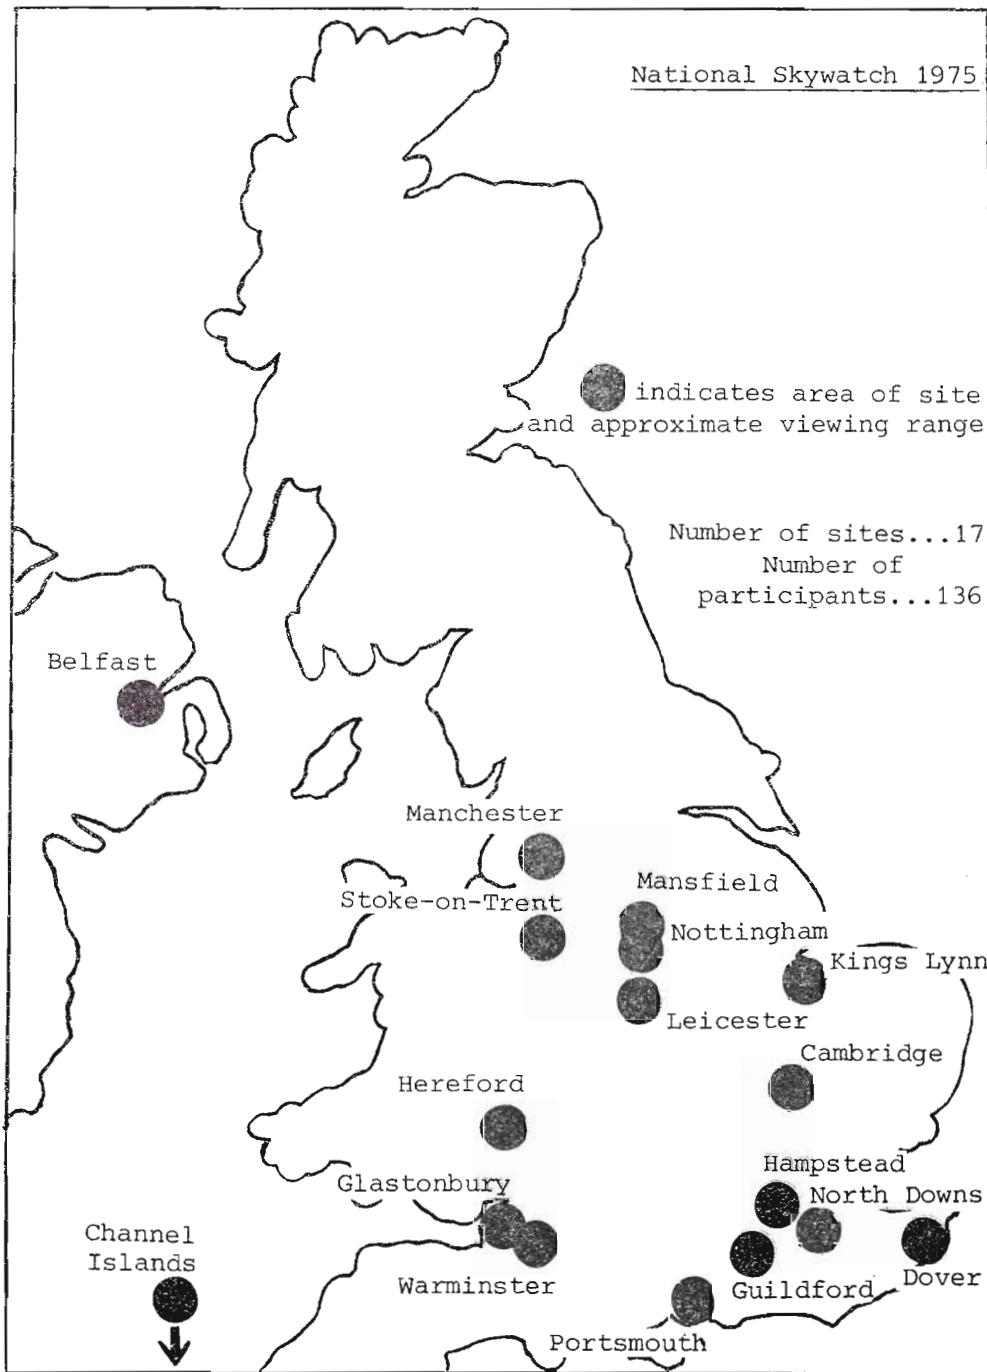 National Skywatch 1975
indicates area of site
and approximate viewing range
Number of sites...17
Number of
participants...136
Belfast
Manchester
Mansfield
Stoke-on-Trent
Nottingham
Kings Lynn
Leicester
Cambridge
Hereford
Hampstead
Glastonbury
North Downs
Channel
Islands
Warminster
Guildford
Dover
Portsmouth